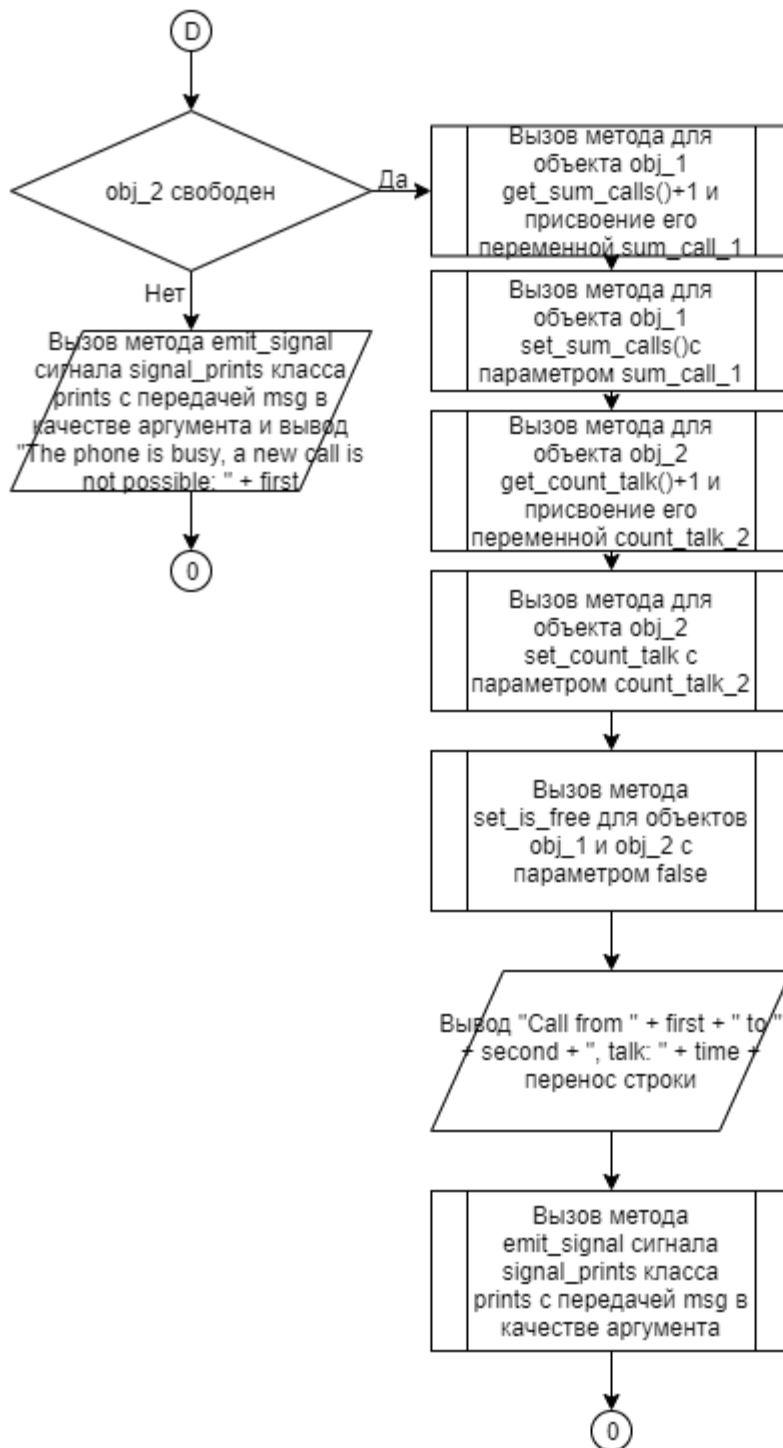 D
obj_2 свободен
Да
Нет
Вызов метода emit_signal
сигнала signal_prints класса
prints с передачей msg в
качестве аргумента и вывод
"The phone is busy, a new call is
not possible: " + first
0
Вызов метода для
объекта obj_1
get_sum_calls()+1 и
присвоение его
переменной sum_call_1
Вызов метода для
объекта obj_1
set_sum_calls()с
параметром sum_call_1
Вызов метода для
объекта obj_2
get_count_talk()+1 и
присвоение его
переменной count_talk_2
Вызов метода для
объекта obj_2
set_count_talk с
параметром count_talk_2
Вызов метода
set_is_free для объектов
obj_1 и obj_2 с
параметром false
Вывод "Call from " + first + " to "
+ second + ", talk: " + time +
перенос строки
Вызов метода
emit_signal сигнала
signal_prints класса
prints с передачей msg в
качестве аргумента
0